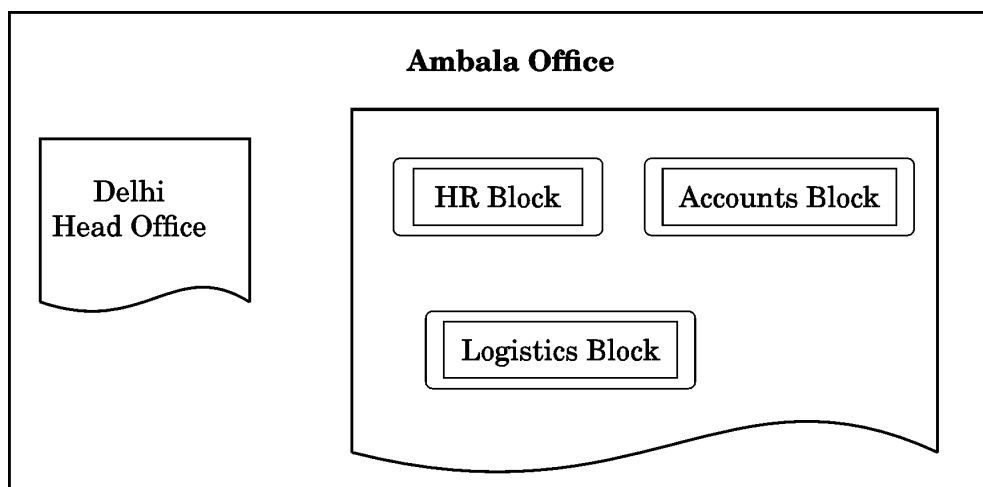 Ambala Office
Delhi
Head Office
HR Block
Accounts Block
Logistics Block